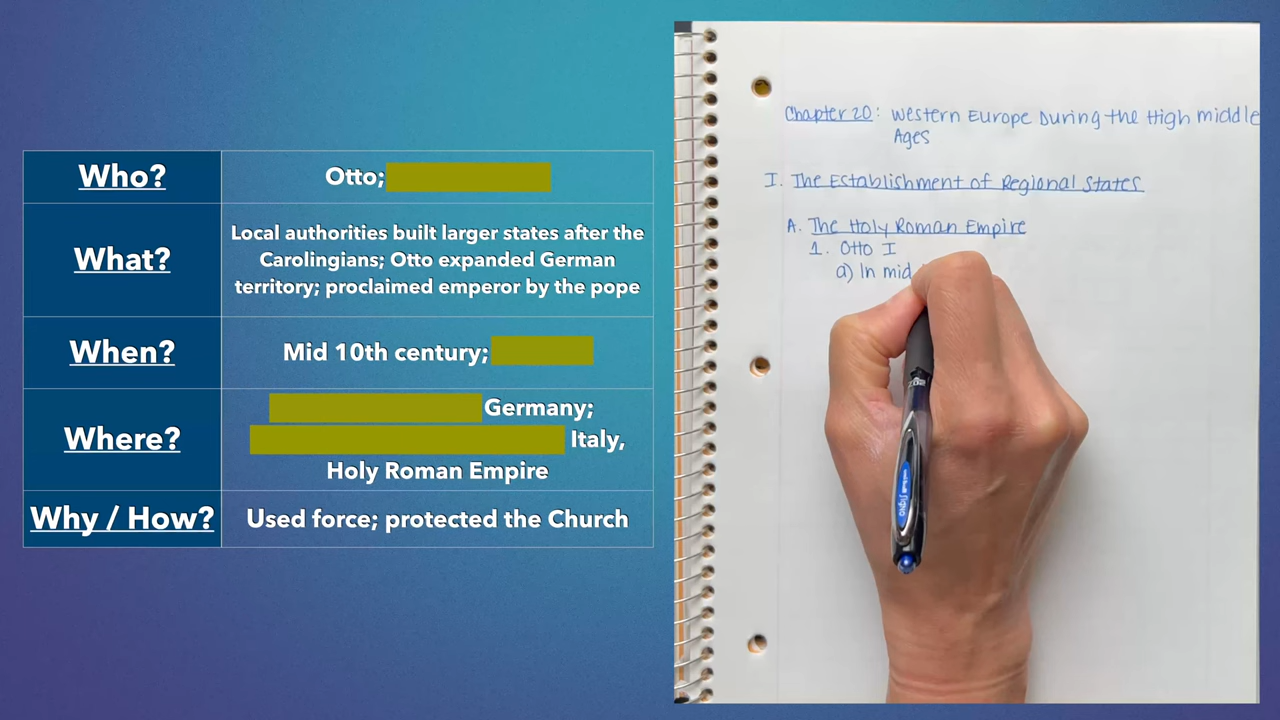 Who?
Otto;
What?
Local authorities built larger states after the
Carolingians; Otto expanded German
territory; proclaimed emperor by the pope
When?
Mid 10th century;
Where?
Germany;
Italy,
Holy Roman Empire
Why / How?
Used force; protected the Church
Chapter 20: Western Europe During the High middle
Ages
I. The Establishment of Regional States
A. The Holy Roman Empire
1. Otto I
a) In mid
Signo